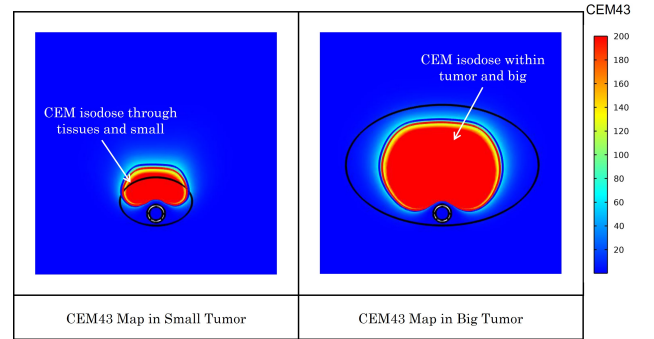 CEM43
CEM isodose through
tissues and small
CEM isodose within
tumor and big
200
180
160
140
120
100
80
60
40
20
CEM43 Map in Small Tumor
CEM43 Map in Big Tumor